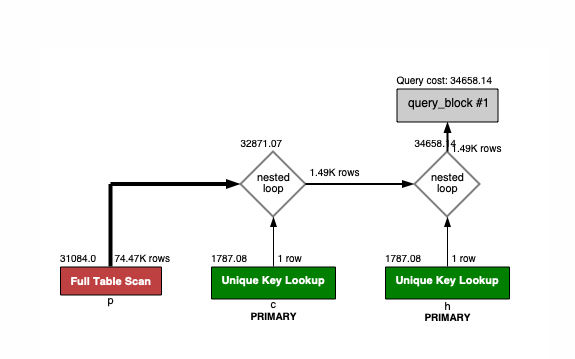 Query cost: 34658.14
query_block #1
32871.07
34658.14
1.49K rows
nested
loop
1.49K rows
nested
loop
31084.0
74.47K rows
1787.08
1 row
1787.08
1 row
Full Table Scan
Unique Key Lookup
Unique Key Lookup
p
c
h
PRIMARY
PRIMARY